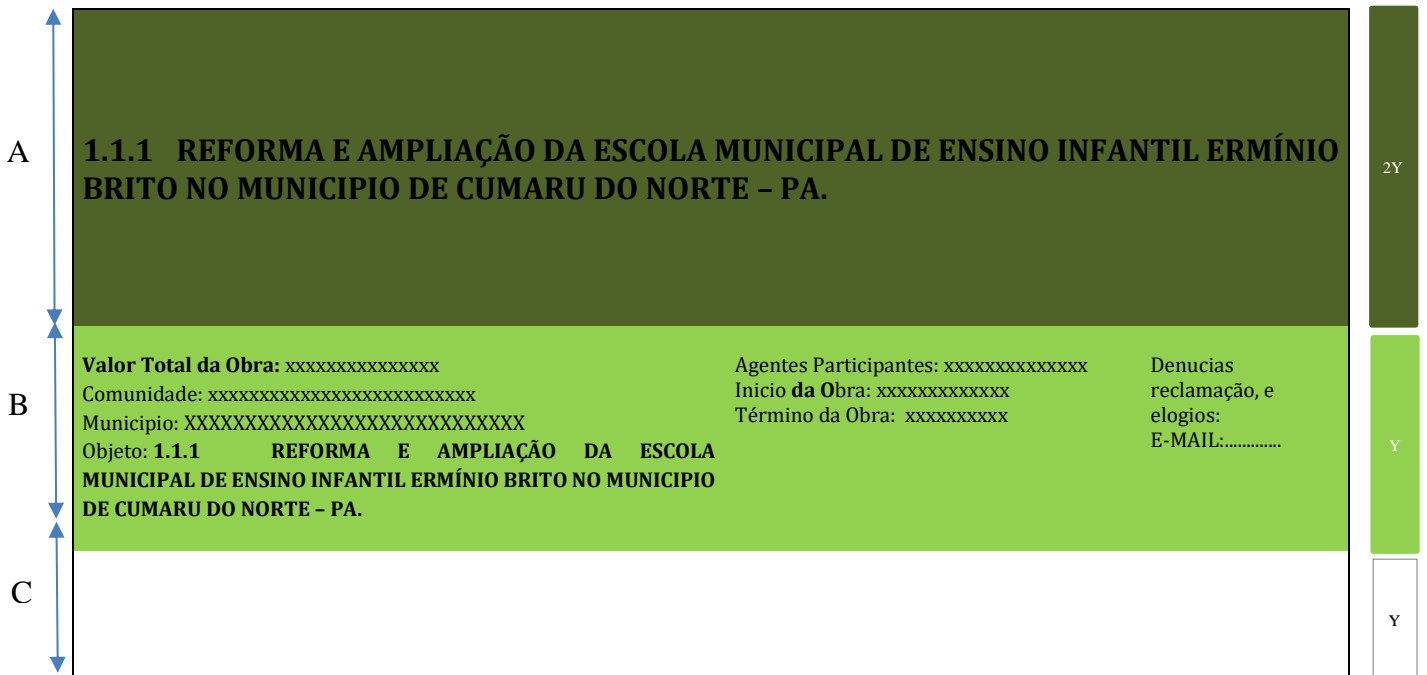 A
1.1.1 REFORMA E AMPLIAÇÃO DA ESCOLA MUNICIPAL DE ENSINO INFANTIL ERMÍNIO
BRITO NO MUNICIPIO DE CUMARU DO NORTE – PA.
2Y
B
Valor Total da Obra: xxxxxxxxxxxxxxx
Comunidade: xxxxxxxxxxxxxxxxxxxxxxxxxx
Municipio: XXXXXXXXXXXXXXXXXXXXXXXXXXXX
Objeto: 1.1.1 REFORMA E AMPLIAÇÃO DA ESCOLA
MUNICIPAL DE ENSINO INFANTIL ERMÍNIO BRITO NO MUNICIPIO
DE CUMARU DO NORTE – PA.
Agentes Participantes: xxxxxxxxxxxxxx
Inicio da Obra: xxxxxxxxxxxxx
Término da Obra: xxxxxxxxxx
Denucias
reclamação, e
elogios:
E-MAIL:.............
Y
C
Y